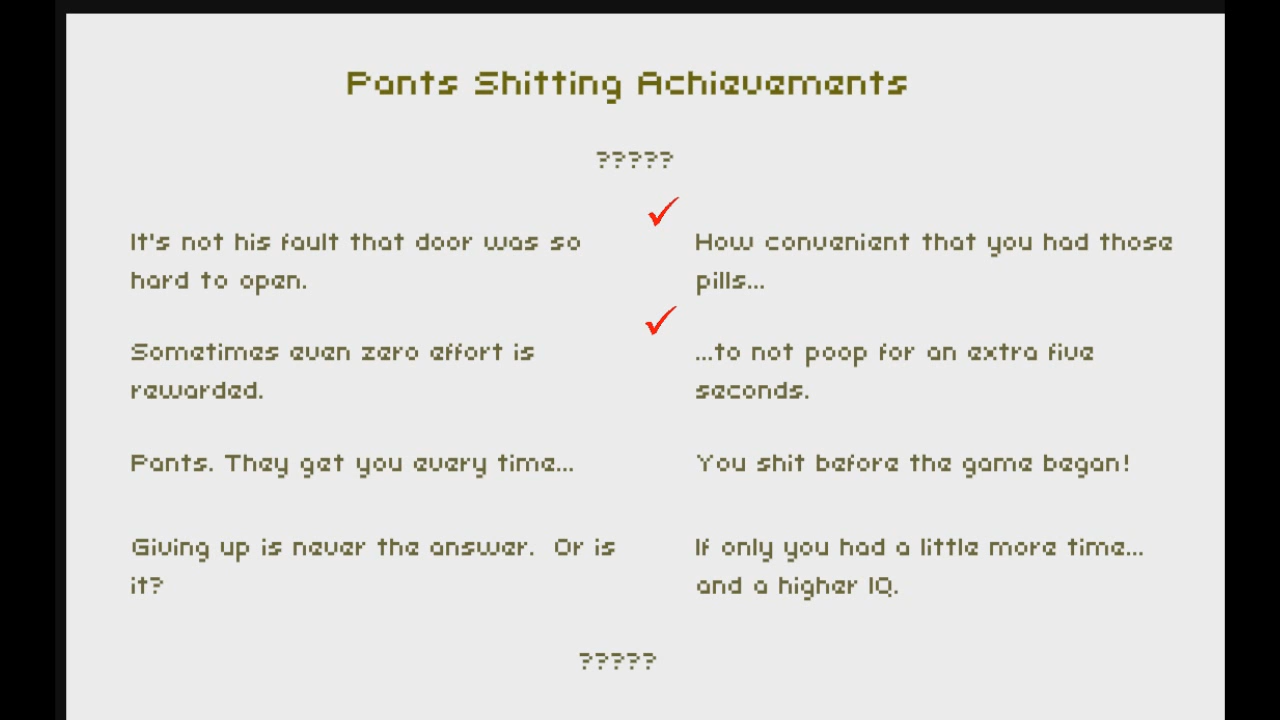 Pants Shitting Achievements
?????
It's not his fault that door was so
hard to open.
How convenient that you had those
pills...
Sometimes even zero effort is
rewarded.
...to not poop for an extra five
seconds.
Pants. They get you every time...
You shit before the game began!
Giving up is never the answer.  Or is
it?
If only you had a little more time...
and a higher IQ.
?????